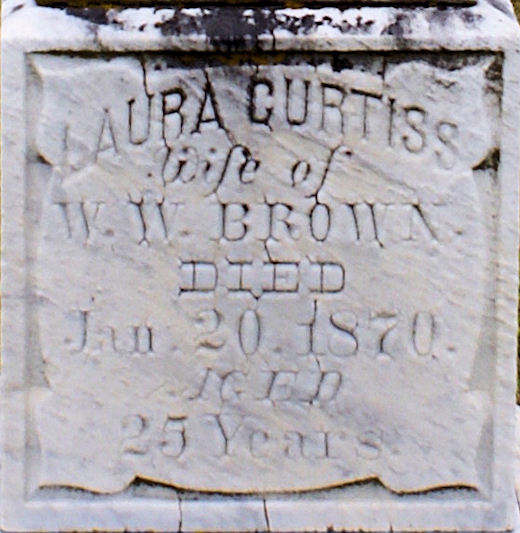 LAURA CURTISS
Wife of
W. W. BROWN.
DIED
Jan. 20. 1870.
AGED
25 Years.